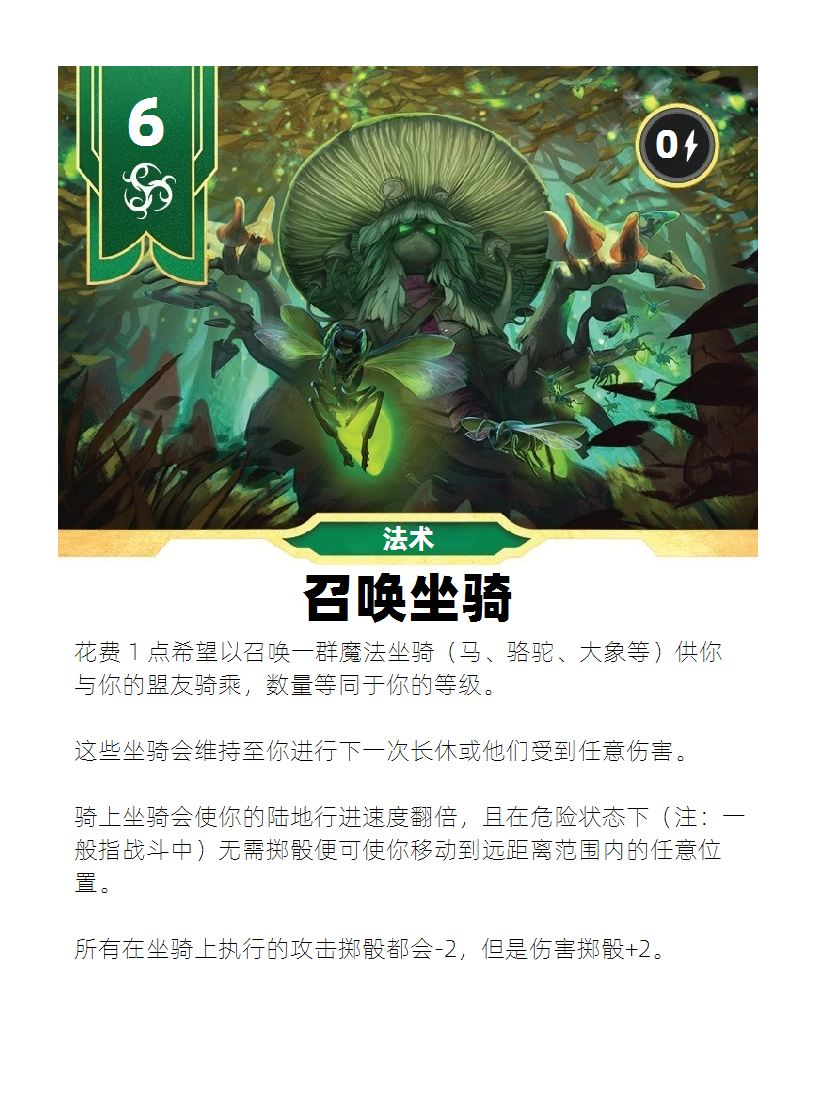 6
0
法术
召唤坐骑
花费 1 点希望以召唤一群魔法坐骑（马、骆驼、大象等）供你
与你的盟友骑乘，数量等同于你的等级。
这些坐骑会维持至你进行下一次长休或他们受到任意伤害。
骑上坐骑会使你的陆地行进速度翻倍，且在危险状态下（注：一
般指战斗中）无需掷骰便可使你移动到远距离范围内的任意位
置。
所有在坐骑上执行的攻击掷骰都会-2，但是伤害掷骰+2。